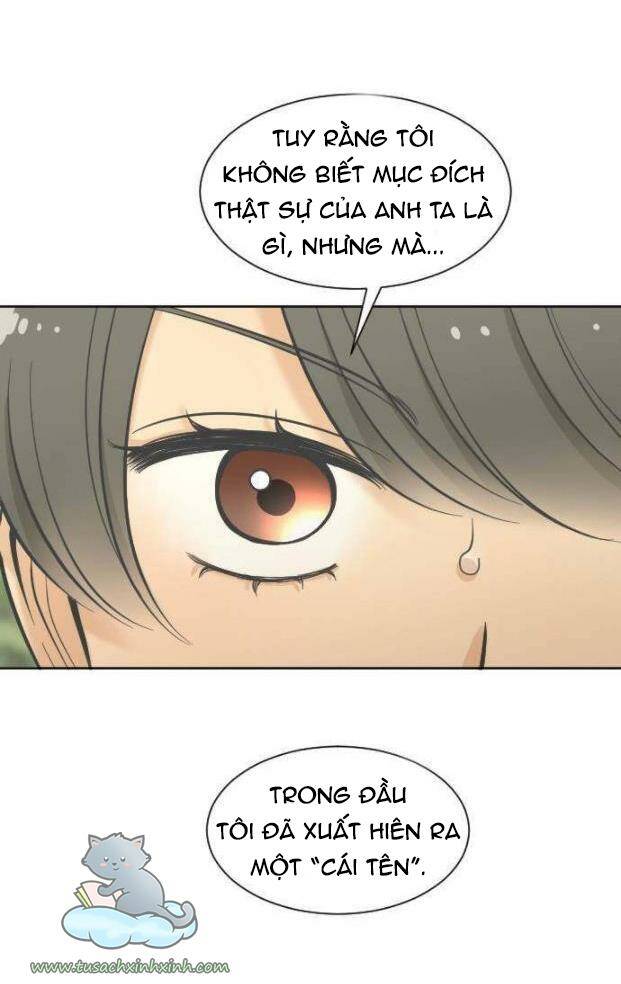 TUY RẰNG TÔI
KHÔNG BIẾT MỤC ĐÍCH
THẬT SỰ CỦA ANH TA LÀ
GÌ, NHƯNG MÀ...
TRONG ĐẦU
TÔI ĐÃ XUẤT HIÊN RA
MỘT “CÁI TÊN”.
www.tusachxinhxinh.com